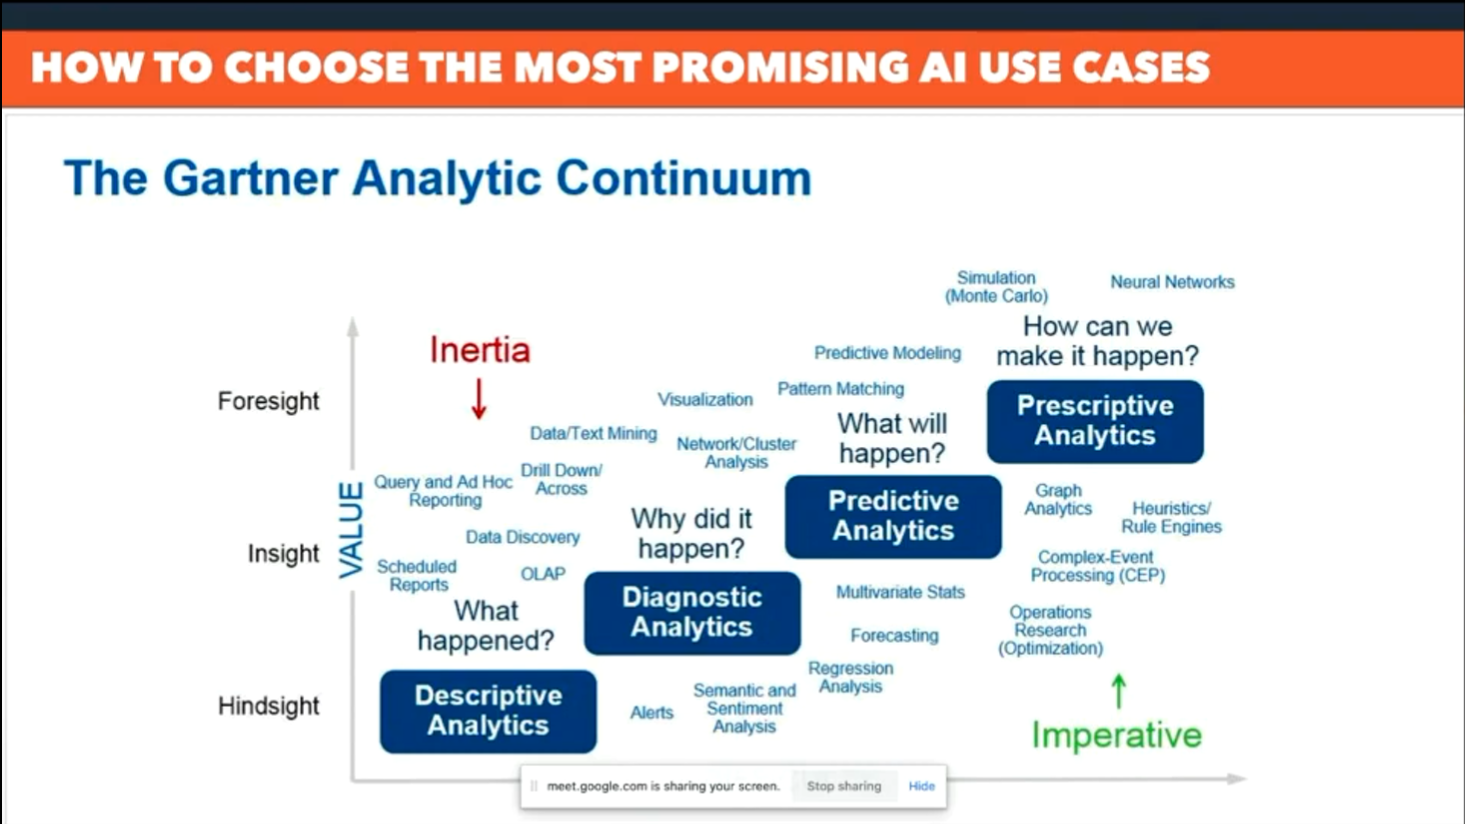 HOW TO CHOOSE THE MOST PROMISING AI USE CASES
The Gartner Analytic Continuum
Simulation
(Monte Carlo)
Neural Networks
How can we
make it happen?
Inertia
Predictive Modeling
Foresight
Visualization
Pattern Matching
Prescriptive
Analytics
What will
happen?
Data/Text Mining
Network/Cluster
Analysis
Query and Ad Hoc
Reporting
Drill Down/
Across
Predictive
Analytics
Graph
Analytics
Heuristics/
Rule Engines
VALUE
Why did it
happen?
Data Discovery
Insight
Scheduled
Reports
OLAP
Complex-Event
Processing (CEP)
What
happened?
Diagnostic
Analytics
Multivariate Stats
Forecasting
Operations
Research
(Optimization)
Regression
Analysis
Hindsight
Descriptive
Analytics
Alerts
Semantic and
Sentiment
Analysis
Imperative
meet.google.com is sharing your screen.
Stop sharing
Hide